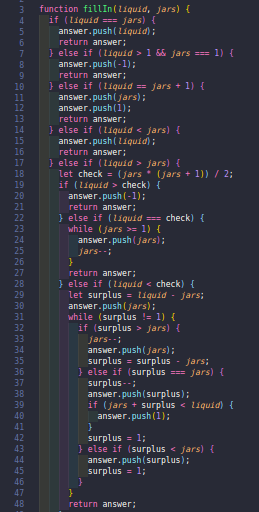 3 function fillIn(liquid, jars) {
4 if (liquid === jars) {
5 answer.push(liquid);
6 return answer;
7 } else if (liquid > 1 && jars === 1) {
8 answer.push(-1);
9 return answer;
10 } else if (liquid == jars + 1) {
11 answer.push(jars);
12 answer.push(1);
13 return answer;
14 } else if (liquid < jars) {
15 answer.push(liquid);
16 return answer;
17 } else if (liquid > jars) {
18 let check = (jars * (jars + 1)) / 2;
19 if (liquid > check) {
20 answer.push(-1);
21 return answer;
22 } else if (liquid === check) {
23 while (jars >= 1) {
24 answer.push(jars);
25 jars--;
26 }
27 return answer;
28 } else if (liquid < check) {
29 let surplus = liquid - jars;
30 answer.push(jars);
31 while (surplus != 1) {
32 if (surplus > jars) {
33 jars--;
34 answer.push(jars);
35 surplus = surplus - jars;
36 } else if (surplus === jars) {
37 surplus--;
38 answer.push(surplus);
39 if (jars + surplus < liquid) {
40 answer.push(1);
41 }
42 surplus = 1;
43 } else if (surplus < jars) {
44 answer.push(surplus);
45 surplus = 1;
46 }
47 }
48 return answer;